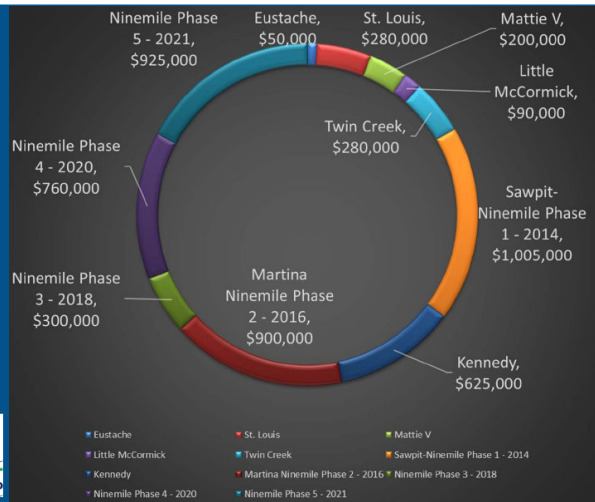 Ninemile Phase
5 - 2021,
$925,000
Eustache,
$50,000
St. Louis,
$280,000
Mattie V,
$200,000
Little
McCormick,
$90,000
Twin Creek,
$280,000
Ninemile Phase
4 - 2020,
$760,000
Sawpit-
Ninemile Phase
1 - 2014,
$1,005,000
Ninemile Phase
3 - 2018,
$300,000
Martina
Ninemile Phase
2 - 2016,
$900,000
Kennedy,
$625,000
Eustache
St. Louis
Mattie V
Little McCormick
Twin Creek
Sawpit-Ninemile Phase 1 - 2014
Kennedy
Martina Ninemile Phase 2 - 2016
Ninemile Phase 3 - 2018
Ninemile Phase 4 - 2020
Ninemile Phase 5 - 2021